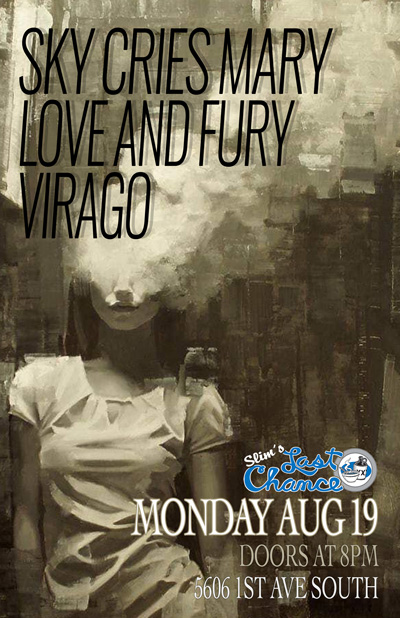 SKY CRIES MARY
LOVE AND FURY
VIRAGO
Slim's
Last
Chance
MONDAY AUG 19
DOORS AT 8PM
5606 1ST AVE SOUTH